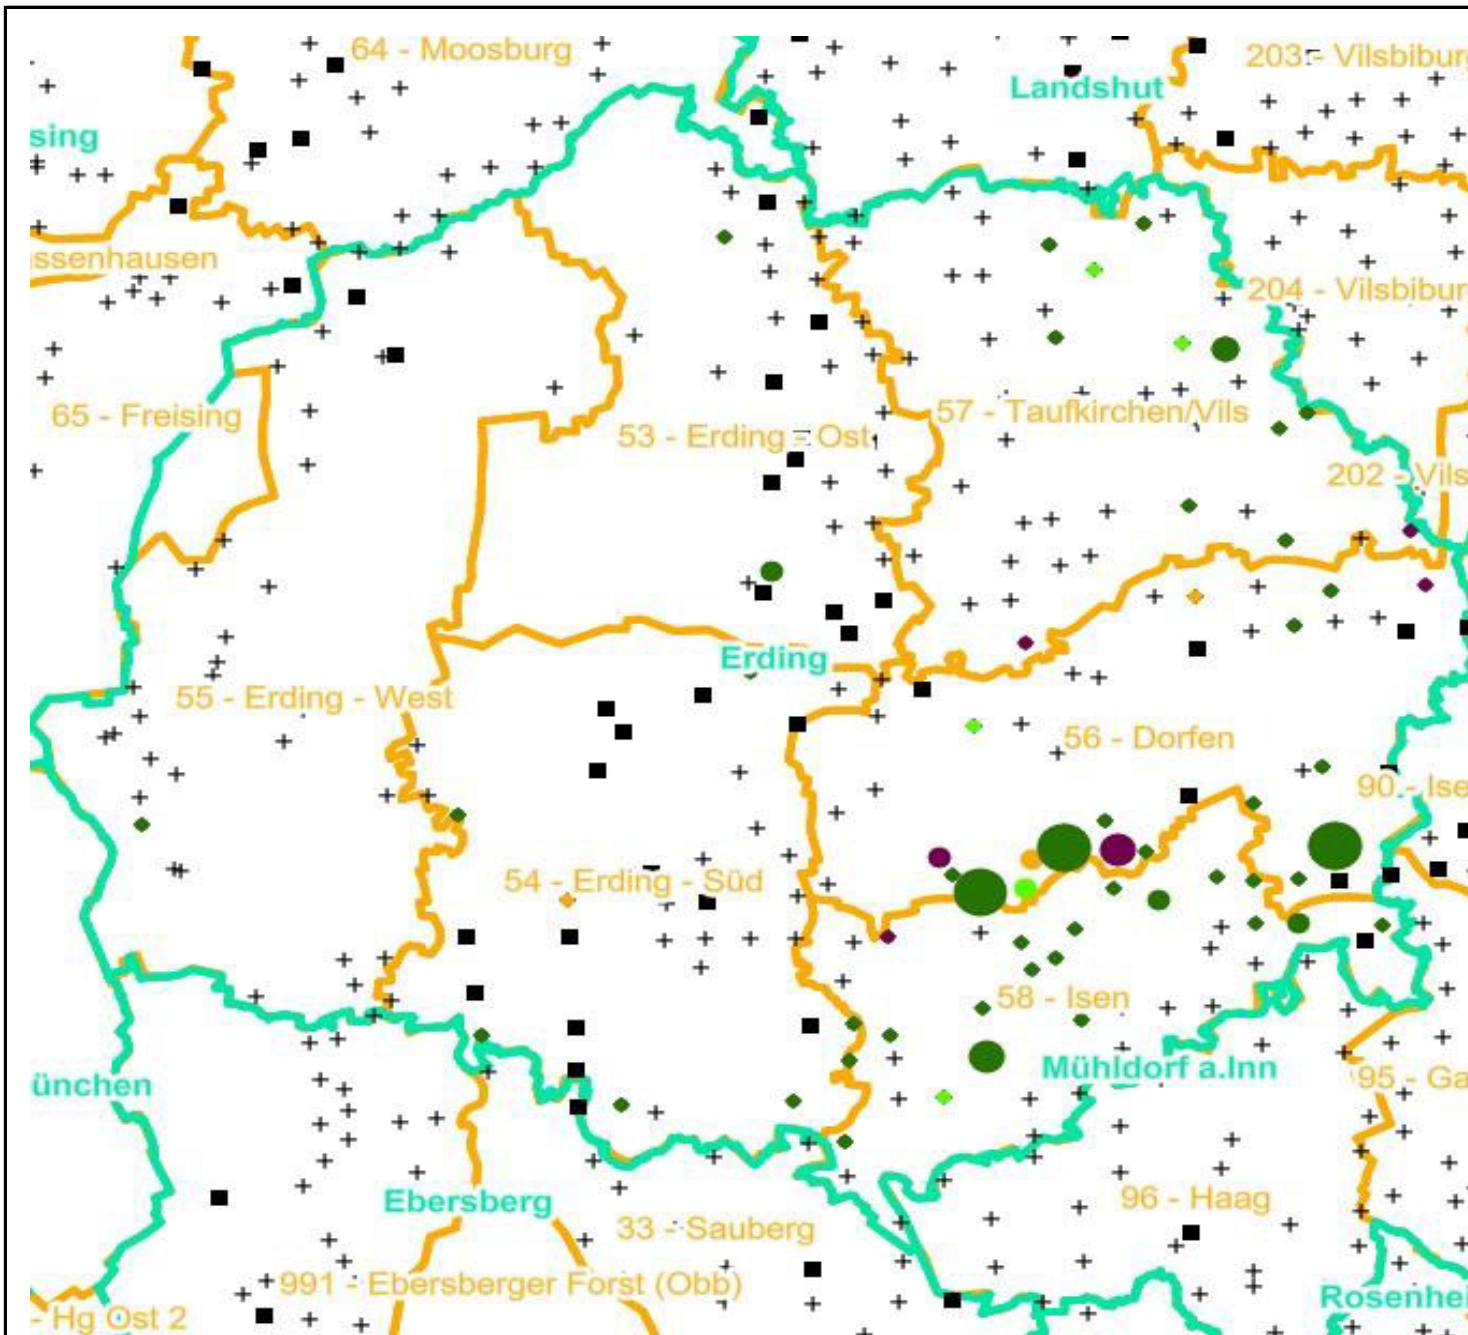 64 - Moosburg
203 - Vilsbiburg
Landshut
sing
assenhausen
204 - Vilsbibur
65 - Freising
57 - Taufkirchen/Vils
53 - Erding - Ost
202 - Vils
Erding
55 - Erding - West
56 - Dorfen
90 - Ise
54 - Erding - Süd
58 - Isen
Mühldorf a.Inn
ünchen
95 - Ga
Ebersberg
96 - Haag
33 - Sauberg
991 - Ebersberger Forst (Obb)
Rosenhei
- Hg Ost 2